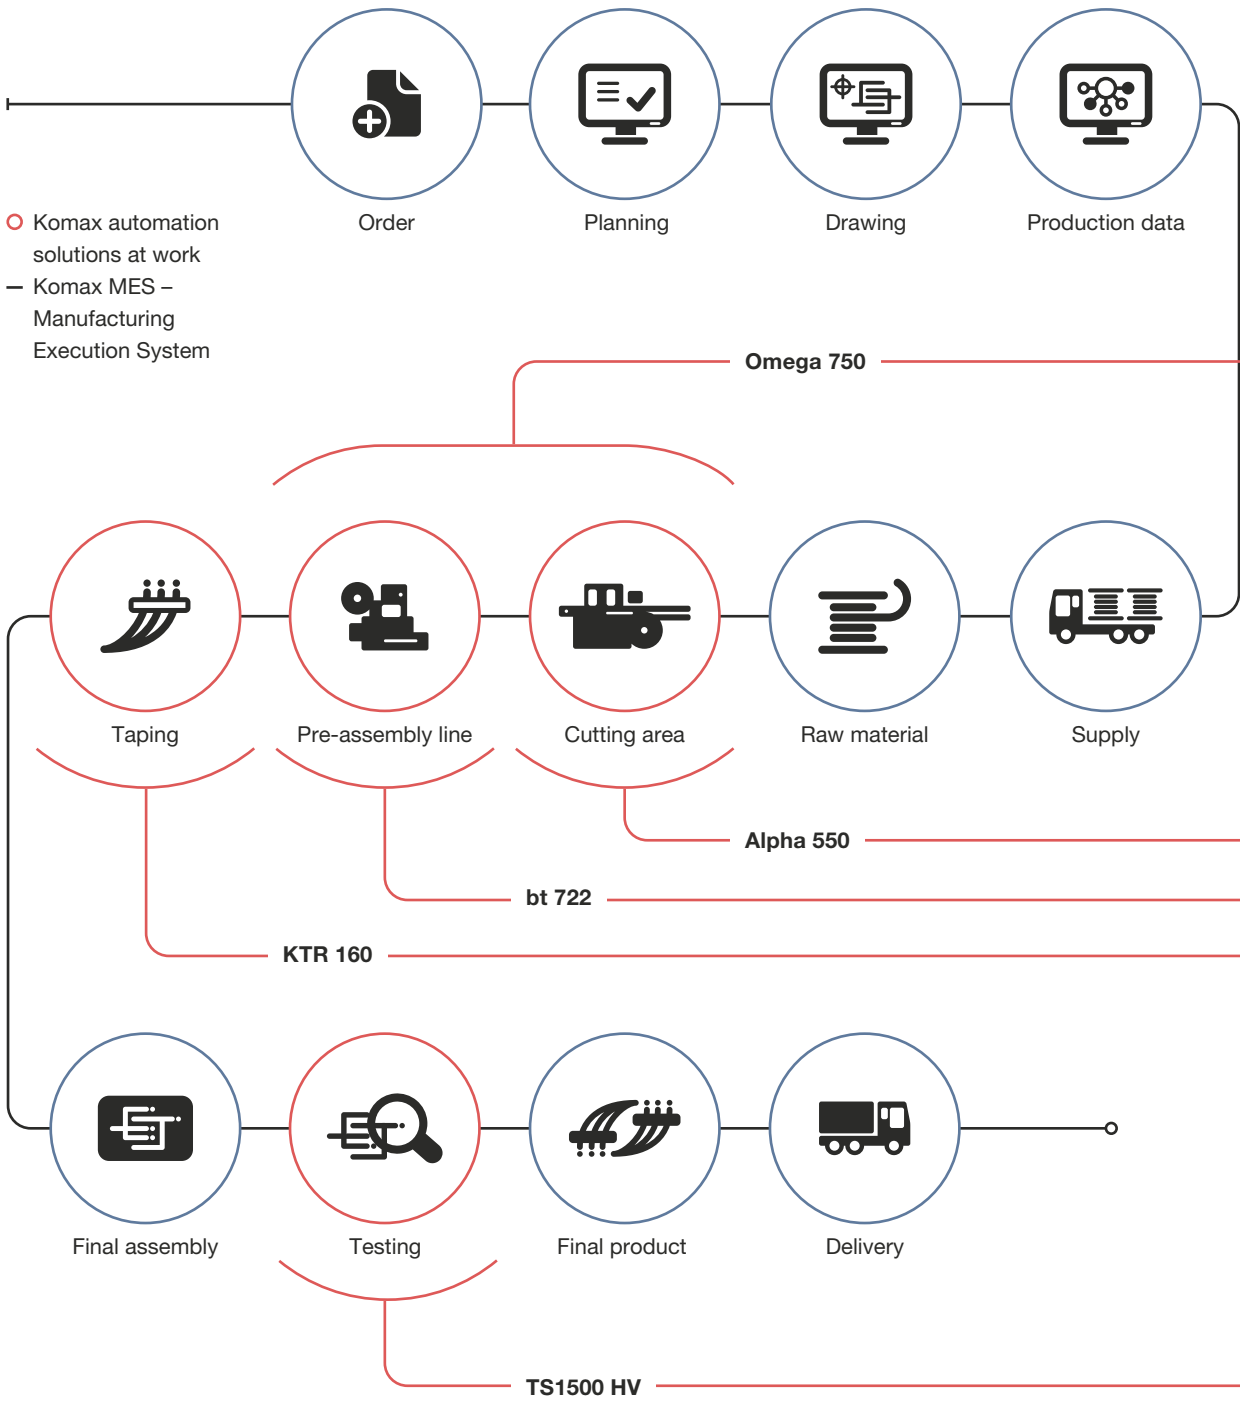 Order
Planning
Drawing
Production data
Komax automation
solutions at work
Komax MES –
Manufacturing
Execution System
Omega 750
Taping
Pre-assembly line
Cutting area
Raw material
Supply
Alpha 550
bt 722
KTR 160
Final assembly
Testing
Final product
Delivery
TS1500 HV